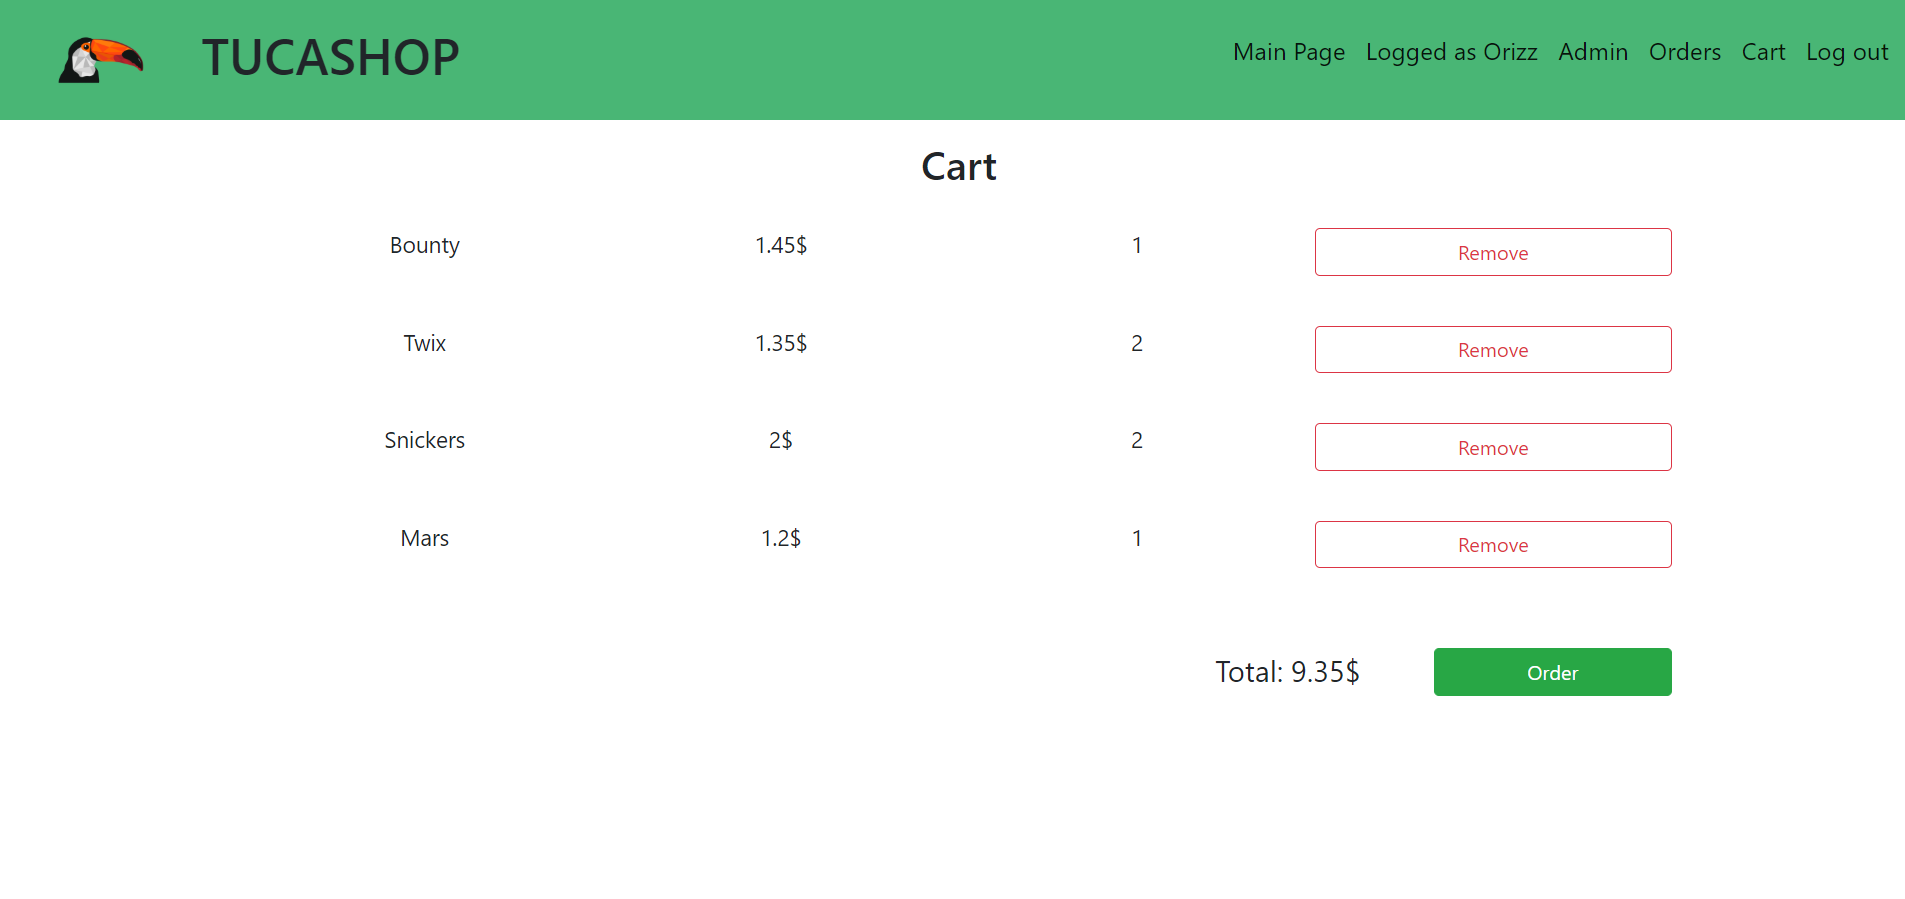 TUCASHOP Main Page Logged as Orizz Admin Orders Cart Log out
Cart
Bounty 1.45$ 1 Remove
Twix 1.35$ 2 Remove
Snickers 2$ 2 Remove
Mars 1.2$ 1 Remove
Total: 9.35$ Order